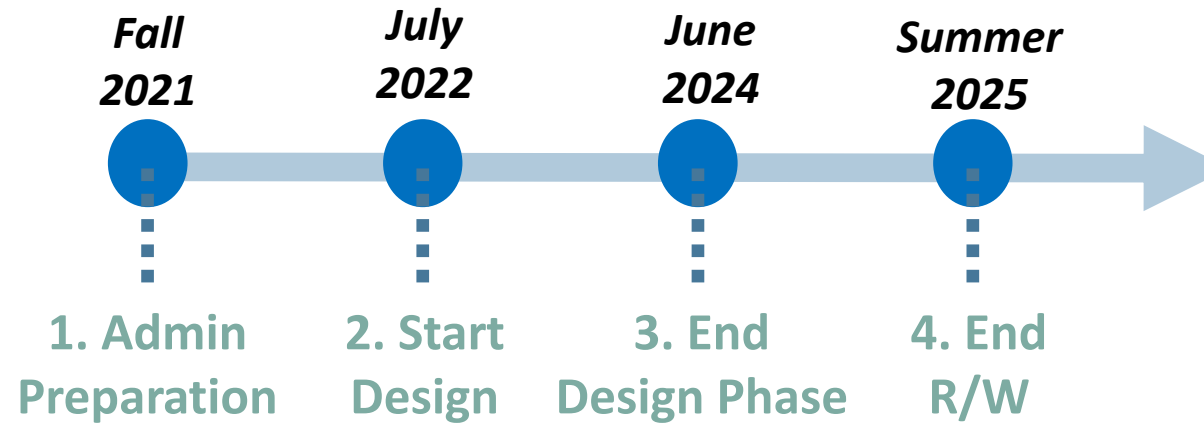 Fall
2021
July
2022
June
2024
Summer
2025
1. Admin
Preparation
2. Start
Design
3. End
Design Phase
4. End
R/W